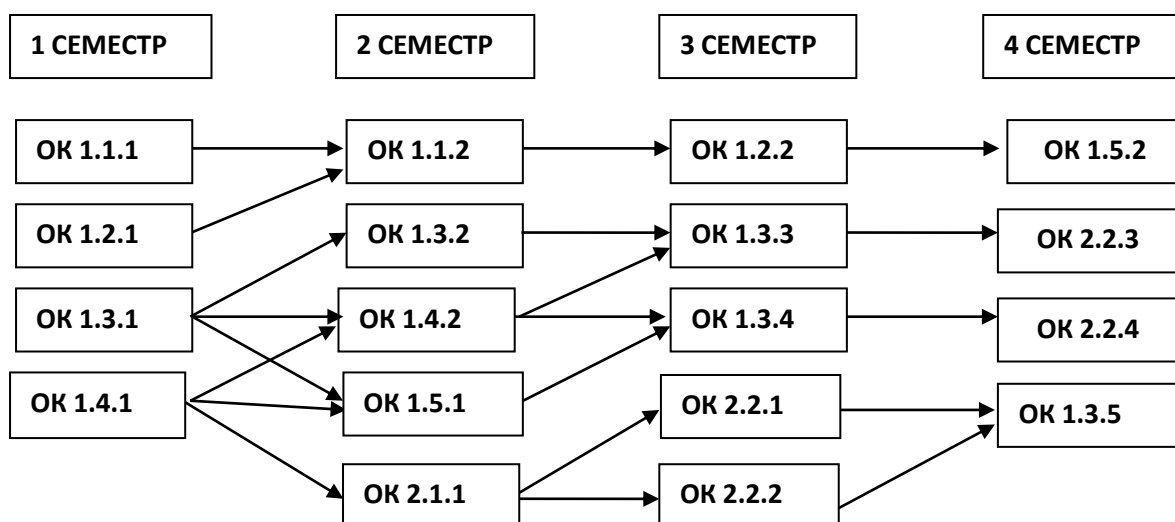 1 СЕМЕСТР 2 СЕМЕСТР 3 СЕМЕСТР 4 СЕМЕСТР
ОК 1.1.1 ОК 1.1.2 ОК 1.2.2 ОК 1.5.2
ОК 1.2.1 ОК 1.3.2 ОК 1.3.3 ОК 2.2.3
ОК 1.3.1 ОК 1.4.2 ОК 1.3.4 ОК 2.2.4
ОК 1.4.1 ОК 1.5.1 ОК 2.2.1 ОК 1.3.5
ОК 2.1.1 ОК 2.2.2